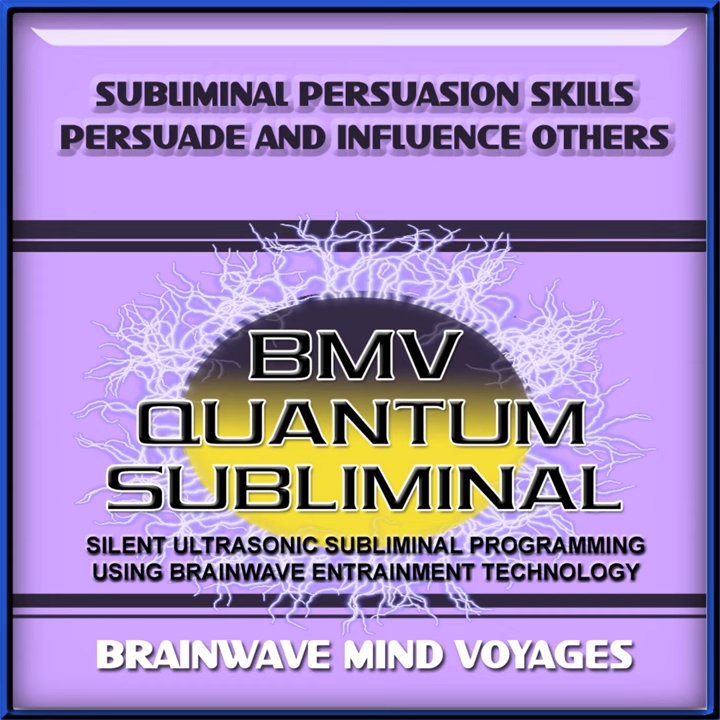 SUBLIMINAL PERSUASION SKILLS
PERSUADE AND INFLUENCE OTHERS
BMV
QUANTUM
SUBLIMINAL
SILENT ULTRASONIC SUBLIMINAL PROGRAMMING
USING BRAINWAVE ENTRAINMENT TECHNOLOGY
BRAINWAVE MIND VOYAGES